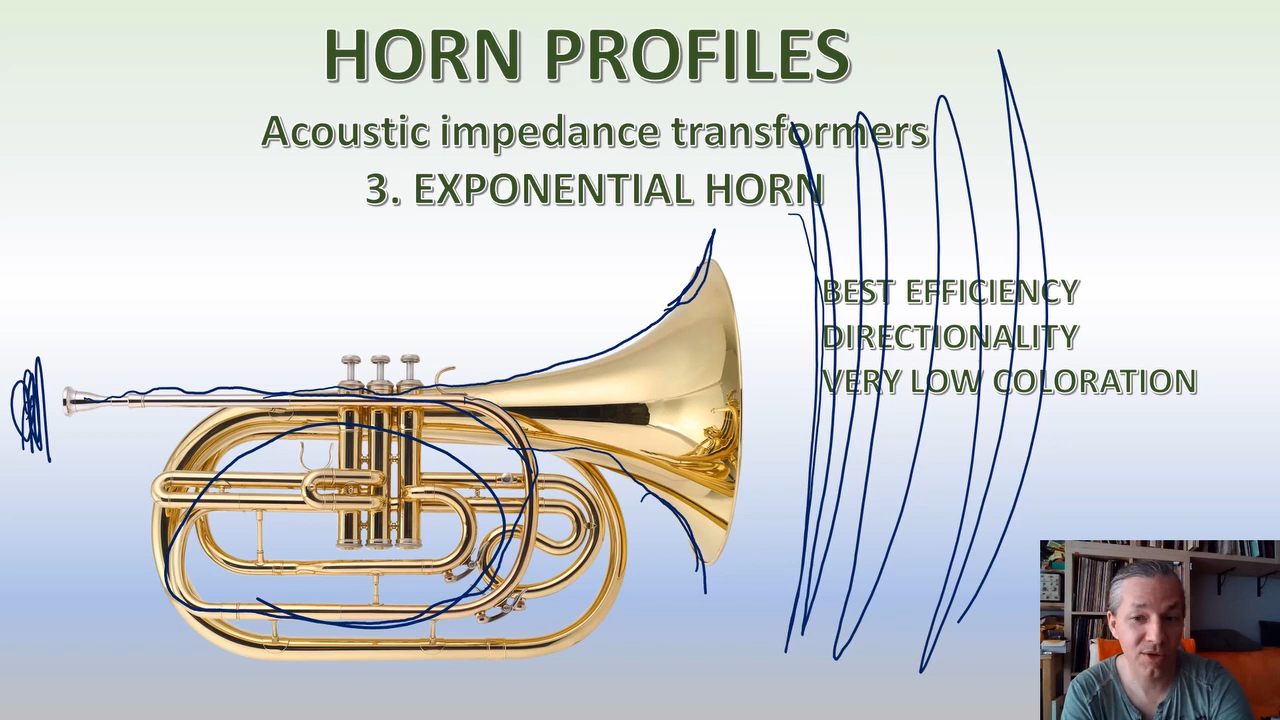 HORN PROFILES
Acoustic impedance transformers
3. EXPONENTIAL HORN
BEST EFFICIENCY
DIRECTIONALITY
VERY LOW COLORATION